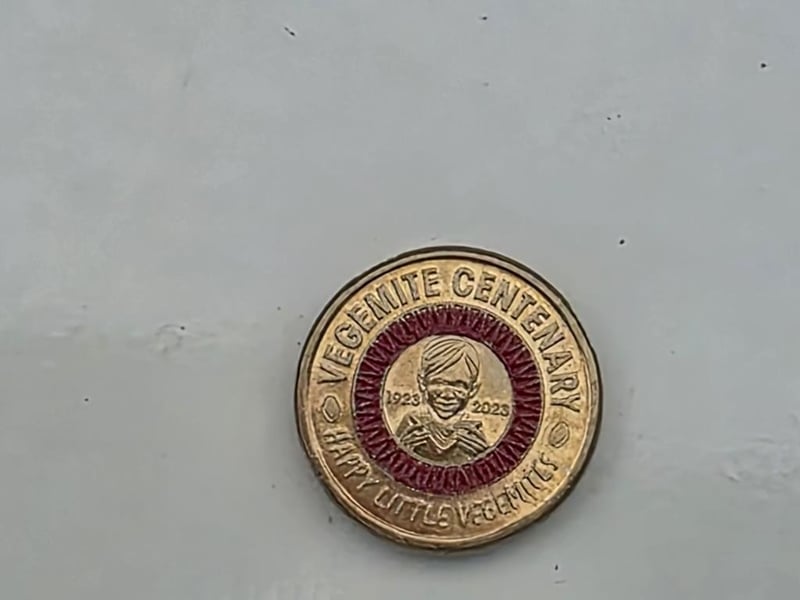 VEGEMITE CENTENARY
1923 2023
HAPPY LITTLE VEGEMITES